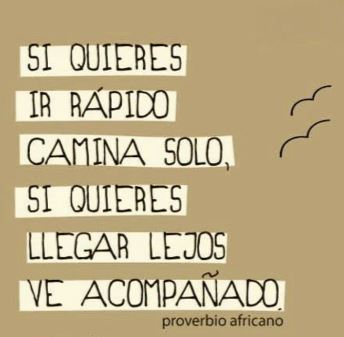 SI QUIERES
IR RÁPIDO
CAMINA SOLO,
SI QUIERES
LLEGAR LEJOS
VE ACOMPAÑADO.
proverbio africano